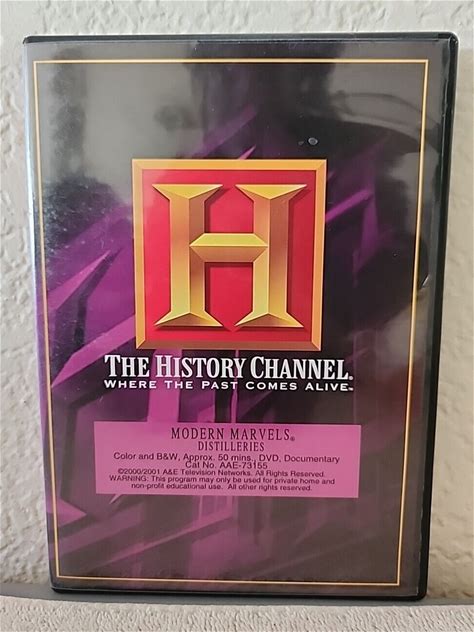 H
THE HISTORY CHANNEL®
WHERE THE PAST COMES ALIVE™
MODERN MARVELS®
DISTILLERIES
Color and B&W, Approx. 50 mins., DVD, Documentary
Cat No. AAE-73155
©2000/2001 A&E Television Networks. All Rights Reserved.
WARNING: This program may only be used for private home and
non-profit educational use. All other rights reserved.